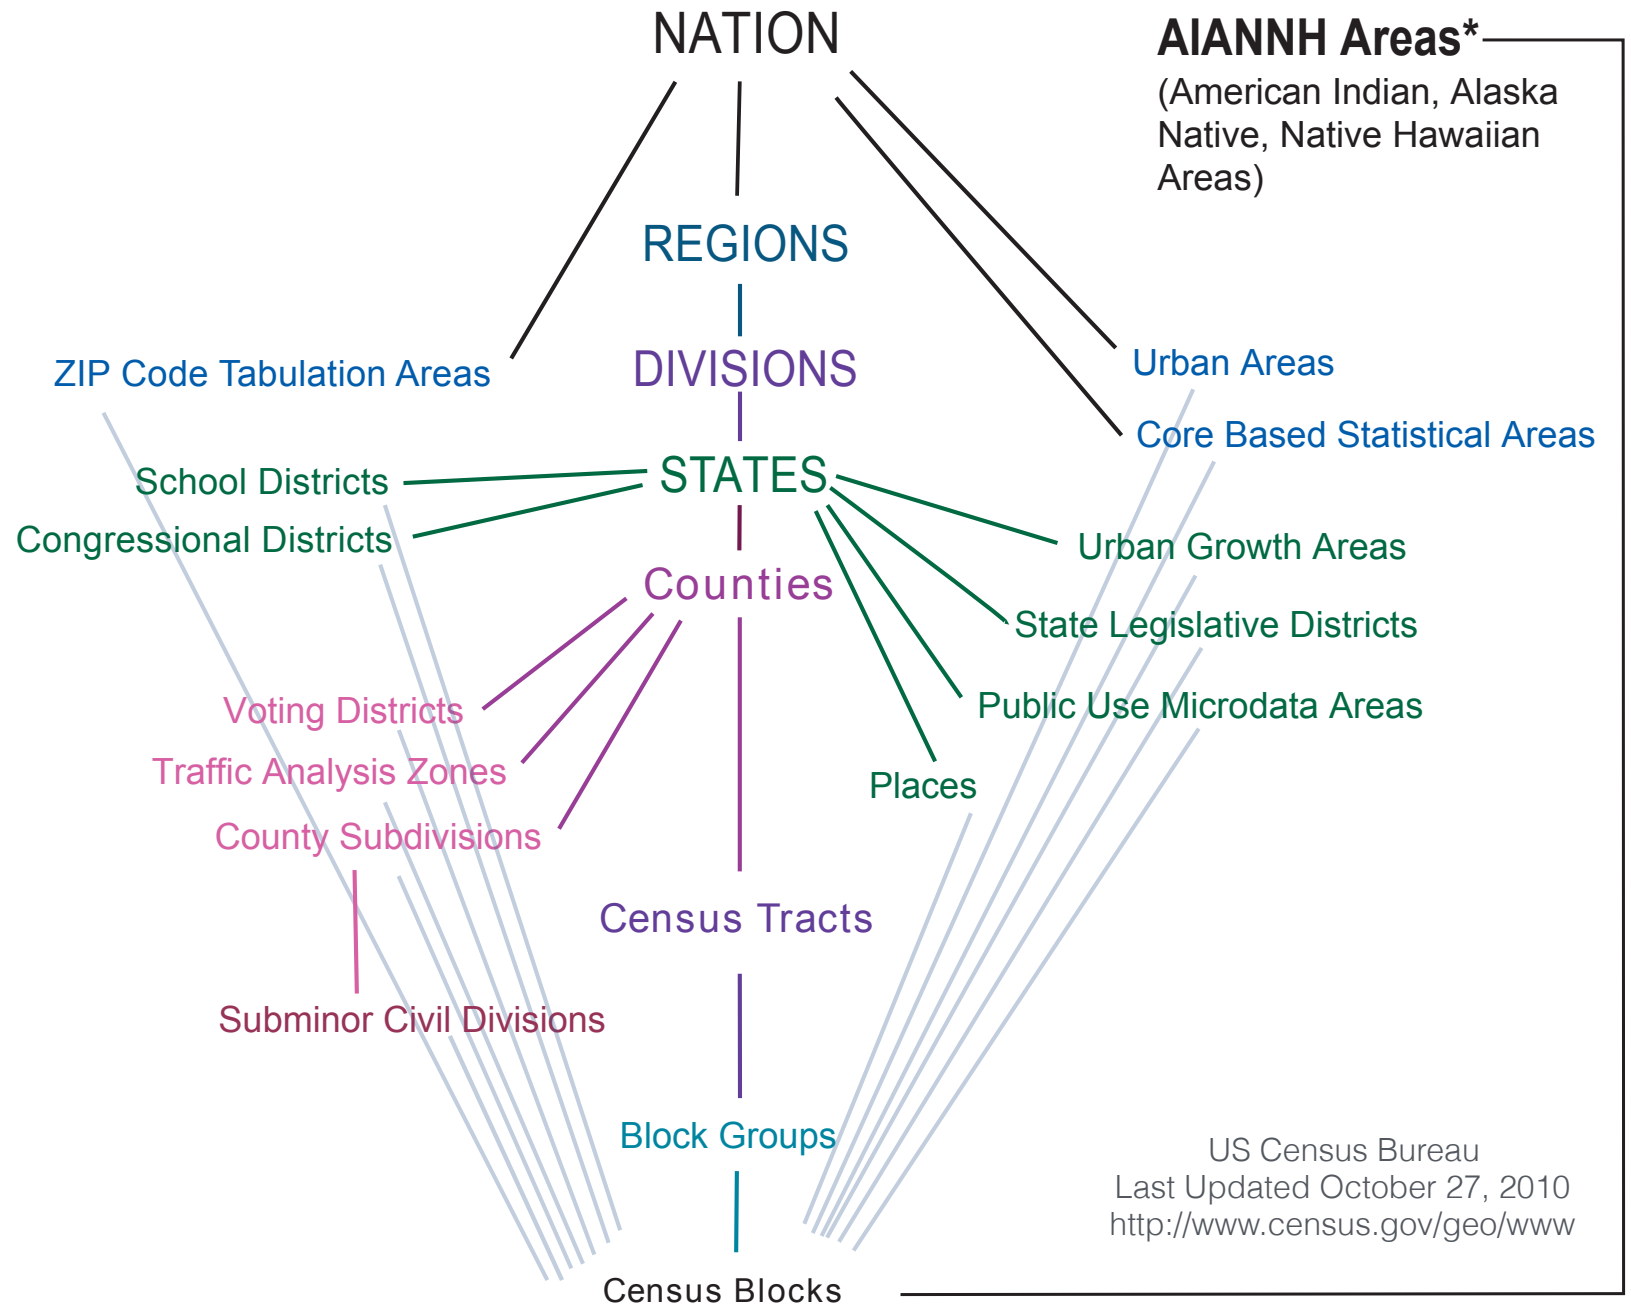 NATION
AIANNH Areas*
(American Indian, Alaska
Native, Native Hawaiian
Areas)
REGIONS
ZIP Code Tabulation Areas
DIVISIONS
Urban Areas
Core Based Statistical Areas
School Districts
STATES
Congressional Districts
Urban Growth Areas
Counties
State Legislative Districts
Voting Districts
Public Use Microdata Areas
Traffic Analysis Zones
Places
County Subdivisions
Census Tracts
Subminor Civil Divisions
Block Groups
US Census Bureau
Last Updated October 27, 2010
http://www.census.gov/geo/www
Census Blocks